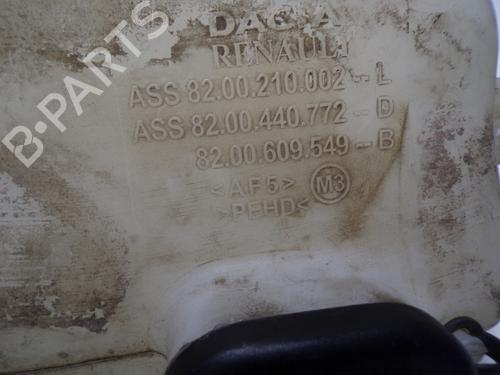 DACIA
RENAULT
ASS 82.00.210.002--L
ASS 82.00.440.772--D
82.00.609.549--B
<AF5> M3
>PEHD<
B-PARTS